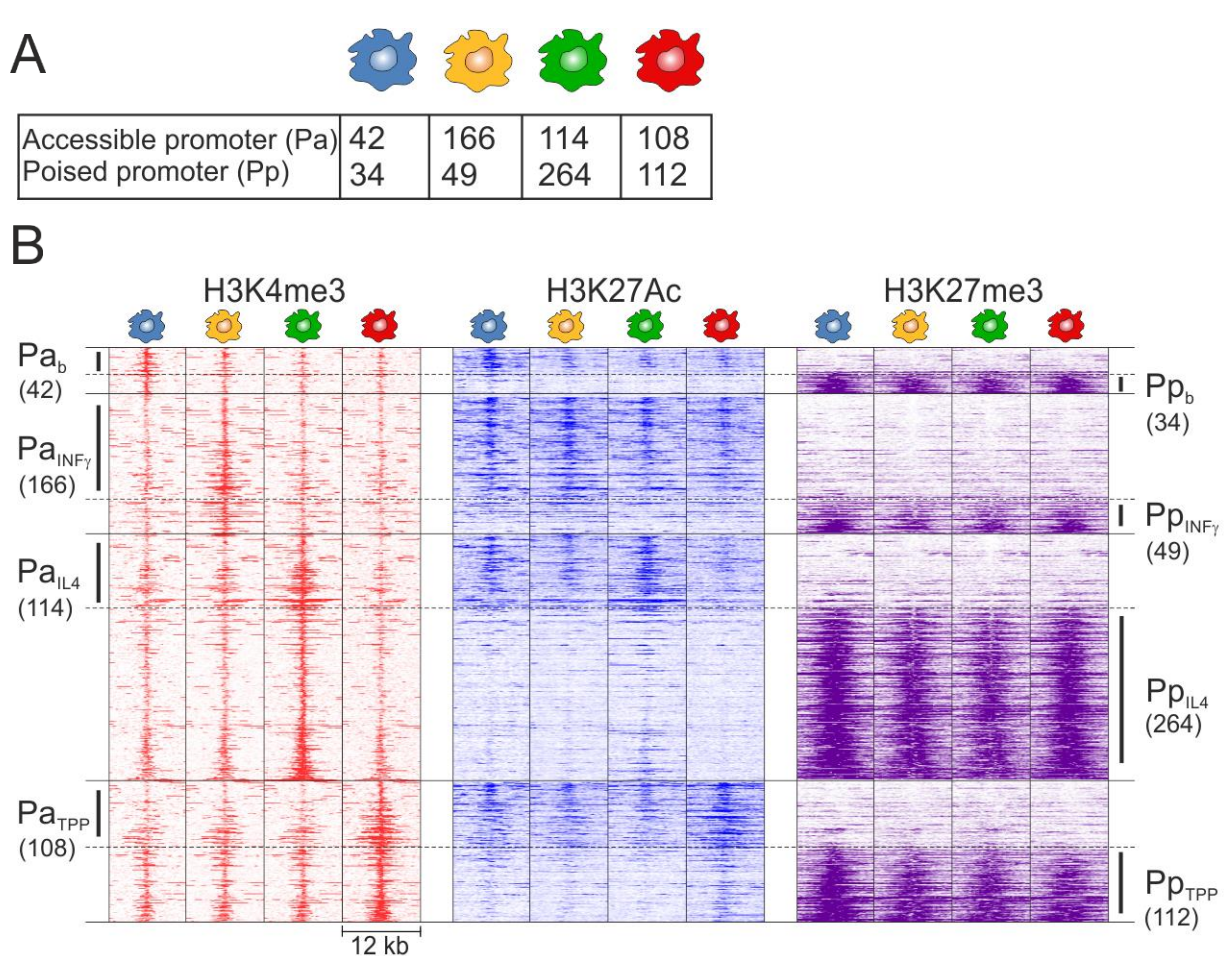 A
Accessible promoter (Pa) 42 166 114 108
Poised promoter (Pp) 34 49 264 112
B
H3K4me3 H3K27Ac H3K27me3
Pab
(42)
Ppb
(34)
PaINFγ
(166)
PpINFγ
(49)
PaIL4
(114)
PpIL4
(264)
PaTPP
(108)
PpTPP
(112)
12 kb